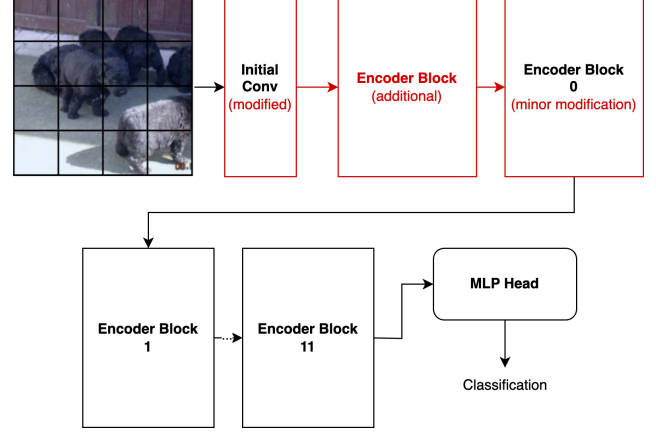 Initial
Conv
(modified)
Encoder Block
(additional)
Encoder Block
0
(minor modification)
Encoder Block
1
Encoder Block
11
MLP Head
Classification